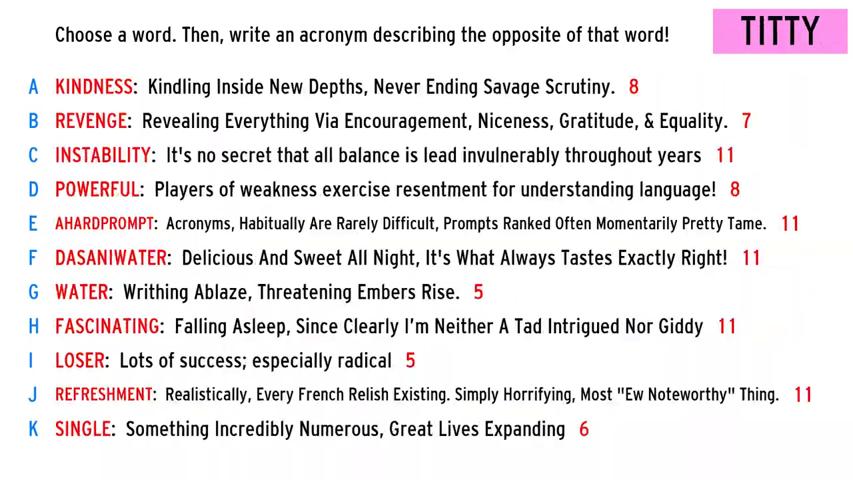 Choose a word. Then, write an acronym describing the opposite of that word!
TITTY
A KINDNESS: Kindling Inside New Depths, Never Ending Savage Scrutiny. 8
B REVENGE: Revealing Everything Via Encouragement, Niceness, Gratitude, & Equality. 7
C INSTABILITY: It's no secret that all balance is lead invulnerably throughout years 11
D POWERFUL: Players of weakness exercise resentment for understanding language! 8
E AHARDPROMPT: Acronyms, Habitually Are Rarely Difficult, Prompts Ranked Often Momentarily Pretty Tame. 11
F DASANIWATER: Delicious And Sweet All Night, It's What Always Tastes Exactly Right! 11
G WATER: Writhing Ablaze, Threatening Embers Rise. 5
H FASCINATING: Falling Asleep, Since Clearly I'm Neither A Tad Intrigued Nor Giddy 11
I LOSER: Lots of success; especially radical 5
J REFRESHMENT: Realistically, Every French Relish Existing. Simply Horrifying, Most "Ew Noteworthy" Thing. 11
K SINGLE: Something Incredibly Numerous, Great Lives Expanding 6